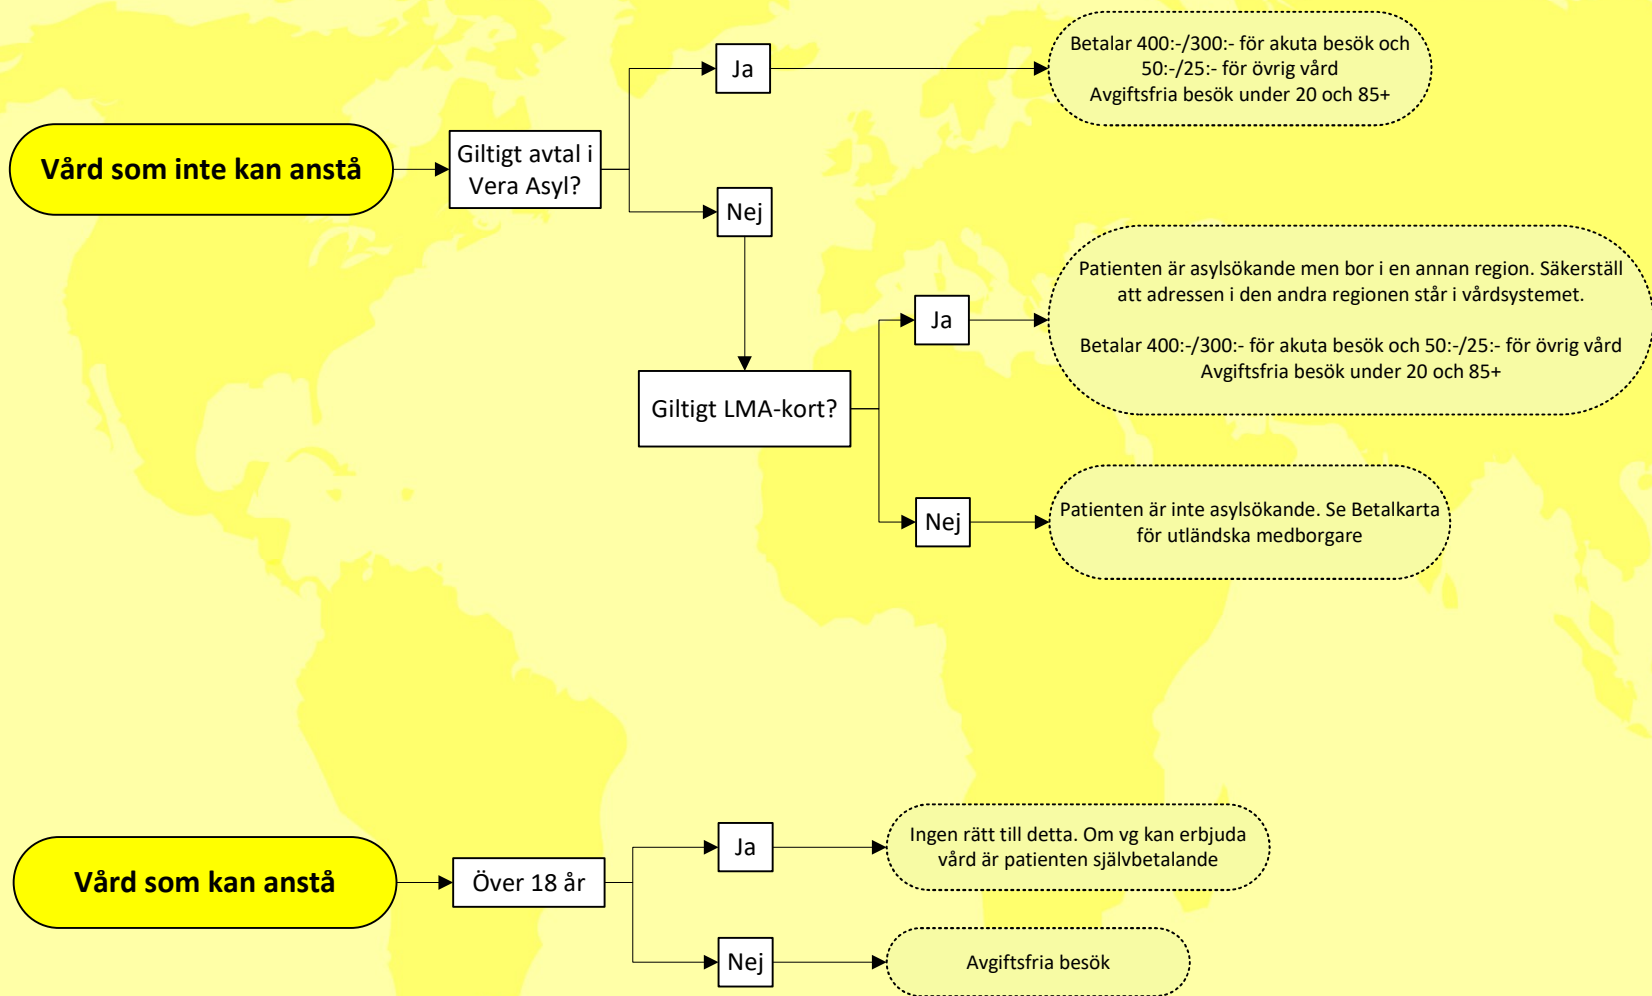 Vård som inte kan anstå
Giltigt avtal i
Vera Asyl?
Ja
Betalar 400:-/300:- för akuta besök och
50:-/25:- för övrig vård
Avgiftsfria besök under 20 och 85+
Nej
Giltigt LMA-kort?
Ja
Patienten är asylsökande men bor i en annan region. Säkerställ
att adressen i den andra regionen står i vårdsystemet.
Betalar 400:-/300:- för akuta besök och 50:-/25:- för övrig vård
Avgiftsfria besök under 20 och 85+
Nej
Patienten är inte asylsökande. Se Betalkarta
för utländska medborgare
Vård som kan anstå
Över 18 år
Ja
Ingen rätt till detta. Om vg kan erbjuda
vård är patienten självbetalande
Nej
Avgiftsfria besök